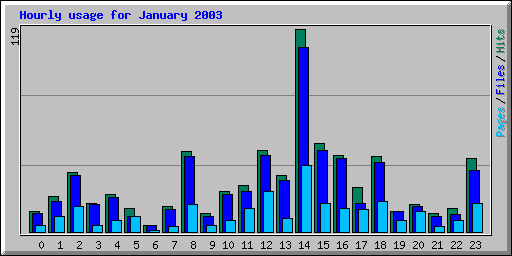 Hourly usage for January 2003
119
Pages / Files / Hits
0 1 2 3 4 5 6 7 8 9 10 11 12 13 14 15 16 17 18 19 20 21 22 23